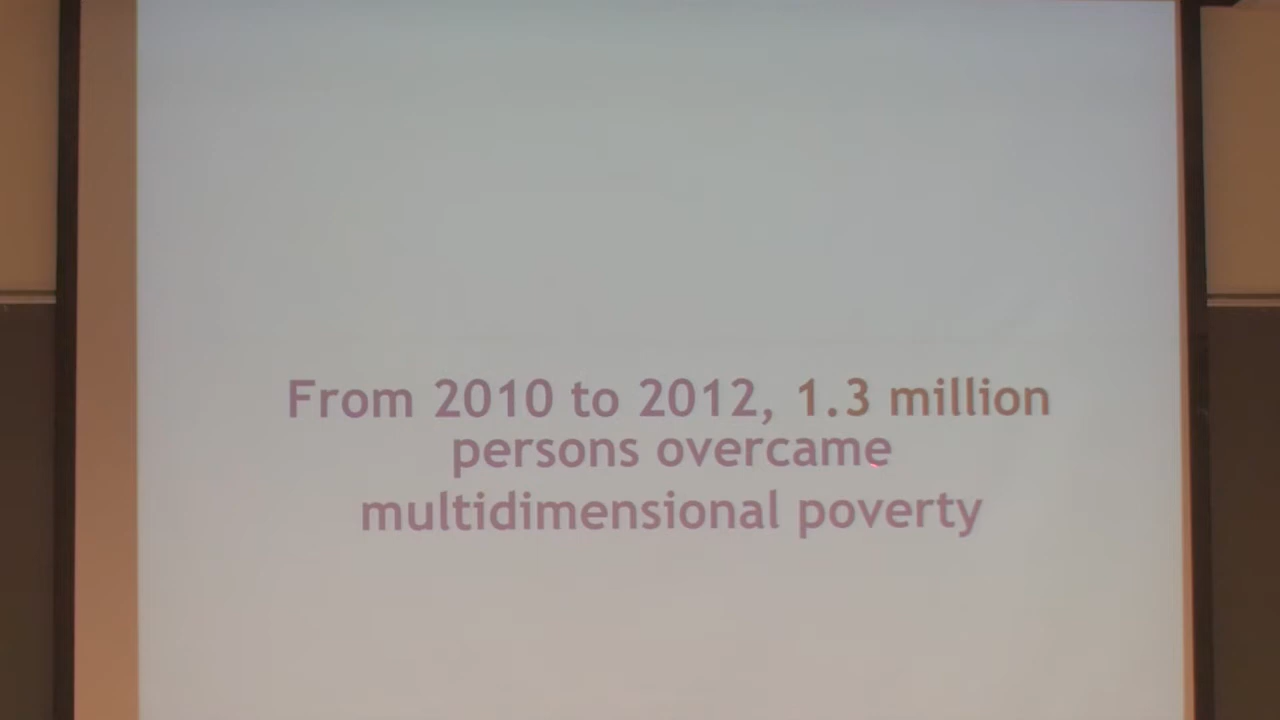 From 2010 to 2012, 1.3 million
persons overcame
multidimensional poverty